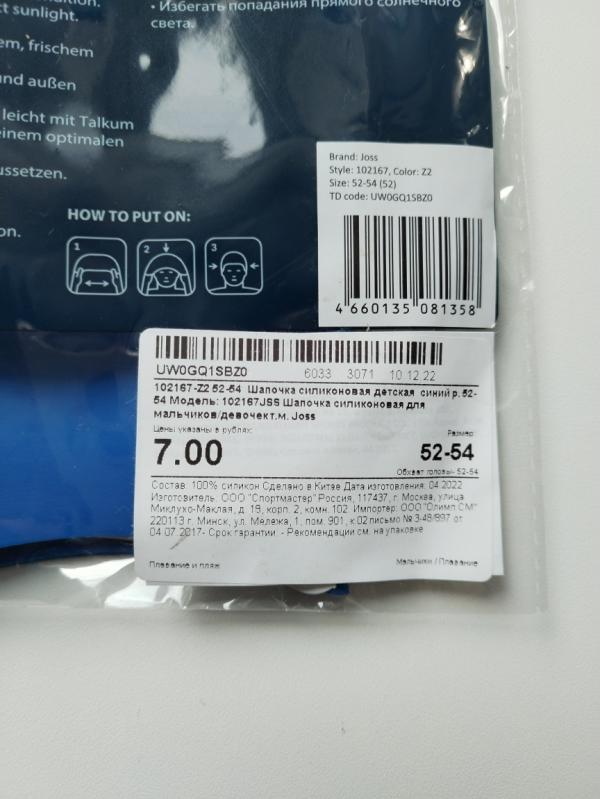 ct sunlight.
• Избегать попадания прямого солнечного
света.
em, frischem
und außen
leicht mit Talkum
einem optimalen
ussetzen.
on.
HOW TO PUT ON:
1
2
3
Brand: Joss
Style: 102167, Color: Z2
Size: 52-54 (52)
TD code: UW0GQ1SBZ0
4 660135 081358
UW0GQ1SBZ0 6033 3071 10.12.22
102167-Z2 52-54 Шапочка силиконовая детская синий р.52-
54 Модель: 102167JSS Шапочка силиконовая для
мальчиков/девочек т.м. Joss
Цены указаны в рублях:
Размер:
7.00
52-54
Обхват головы- 52-54
Состав: 100% силикон Сделано в Китае Дата изготовления: 04.2022
Изготовитель: ООО "Спортмастер" Россия, 117437, г. Москва, улица
Миклухо-Маклая, д. 18, корп. 2, комн. 102. Импортер: ООО "Олимп СМ"
220113 г. Минск, ул. Мележа, 1, пом. 901, к.02 письмо № 3-48/897 от
04.07.2017- Срок гарантии: - Рекомендации см. на упаковке
Плавание и пляж
Мальчики / Плавание